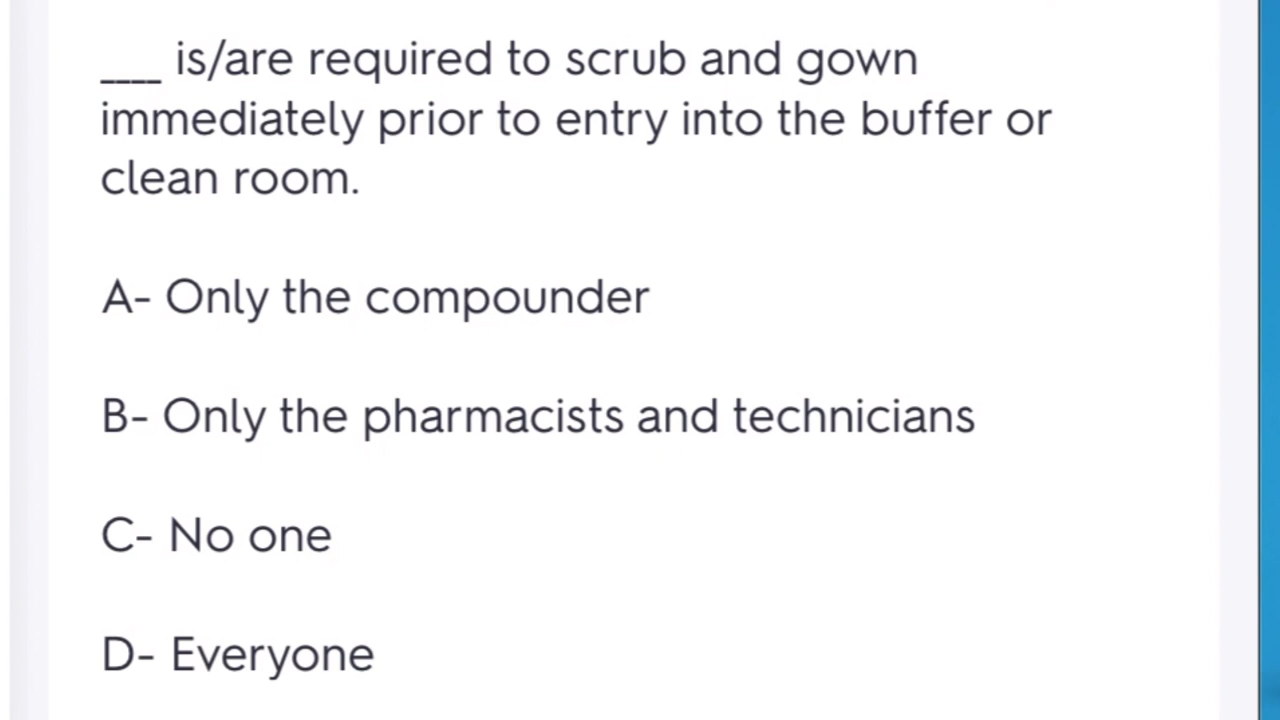 ____ is/are required to scrub and gown
immediately prior to entry into the buffer or
clean room.
A- Only the compounder
B- Only the pharmacists and technicians
C- No one
D- Everyone